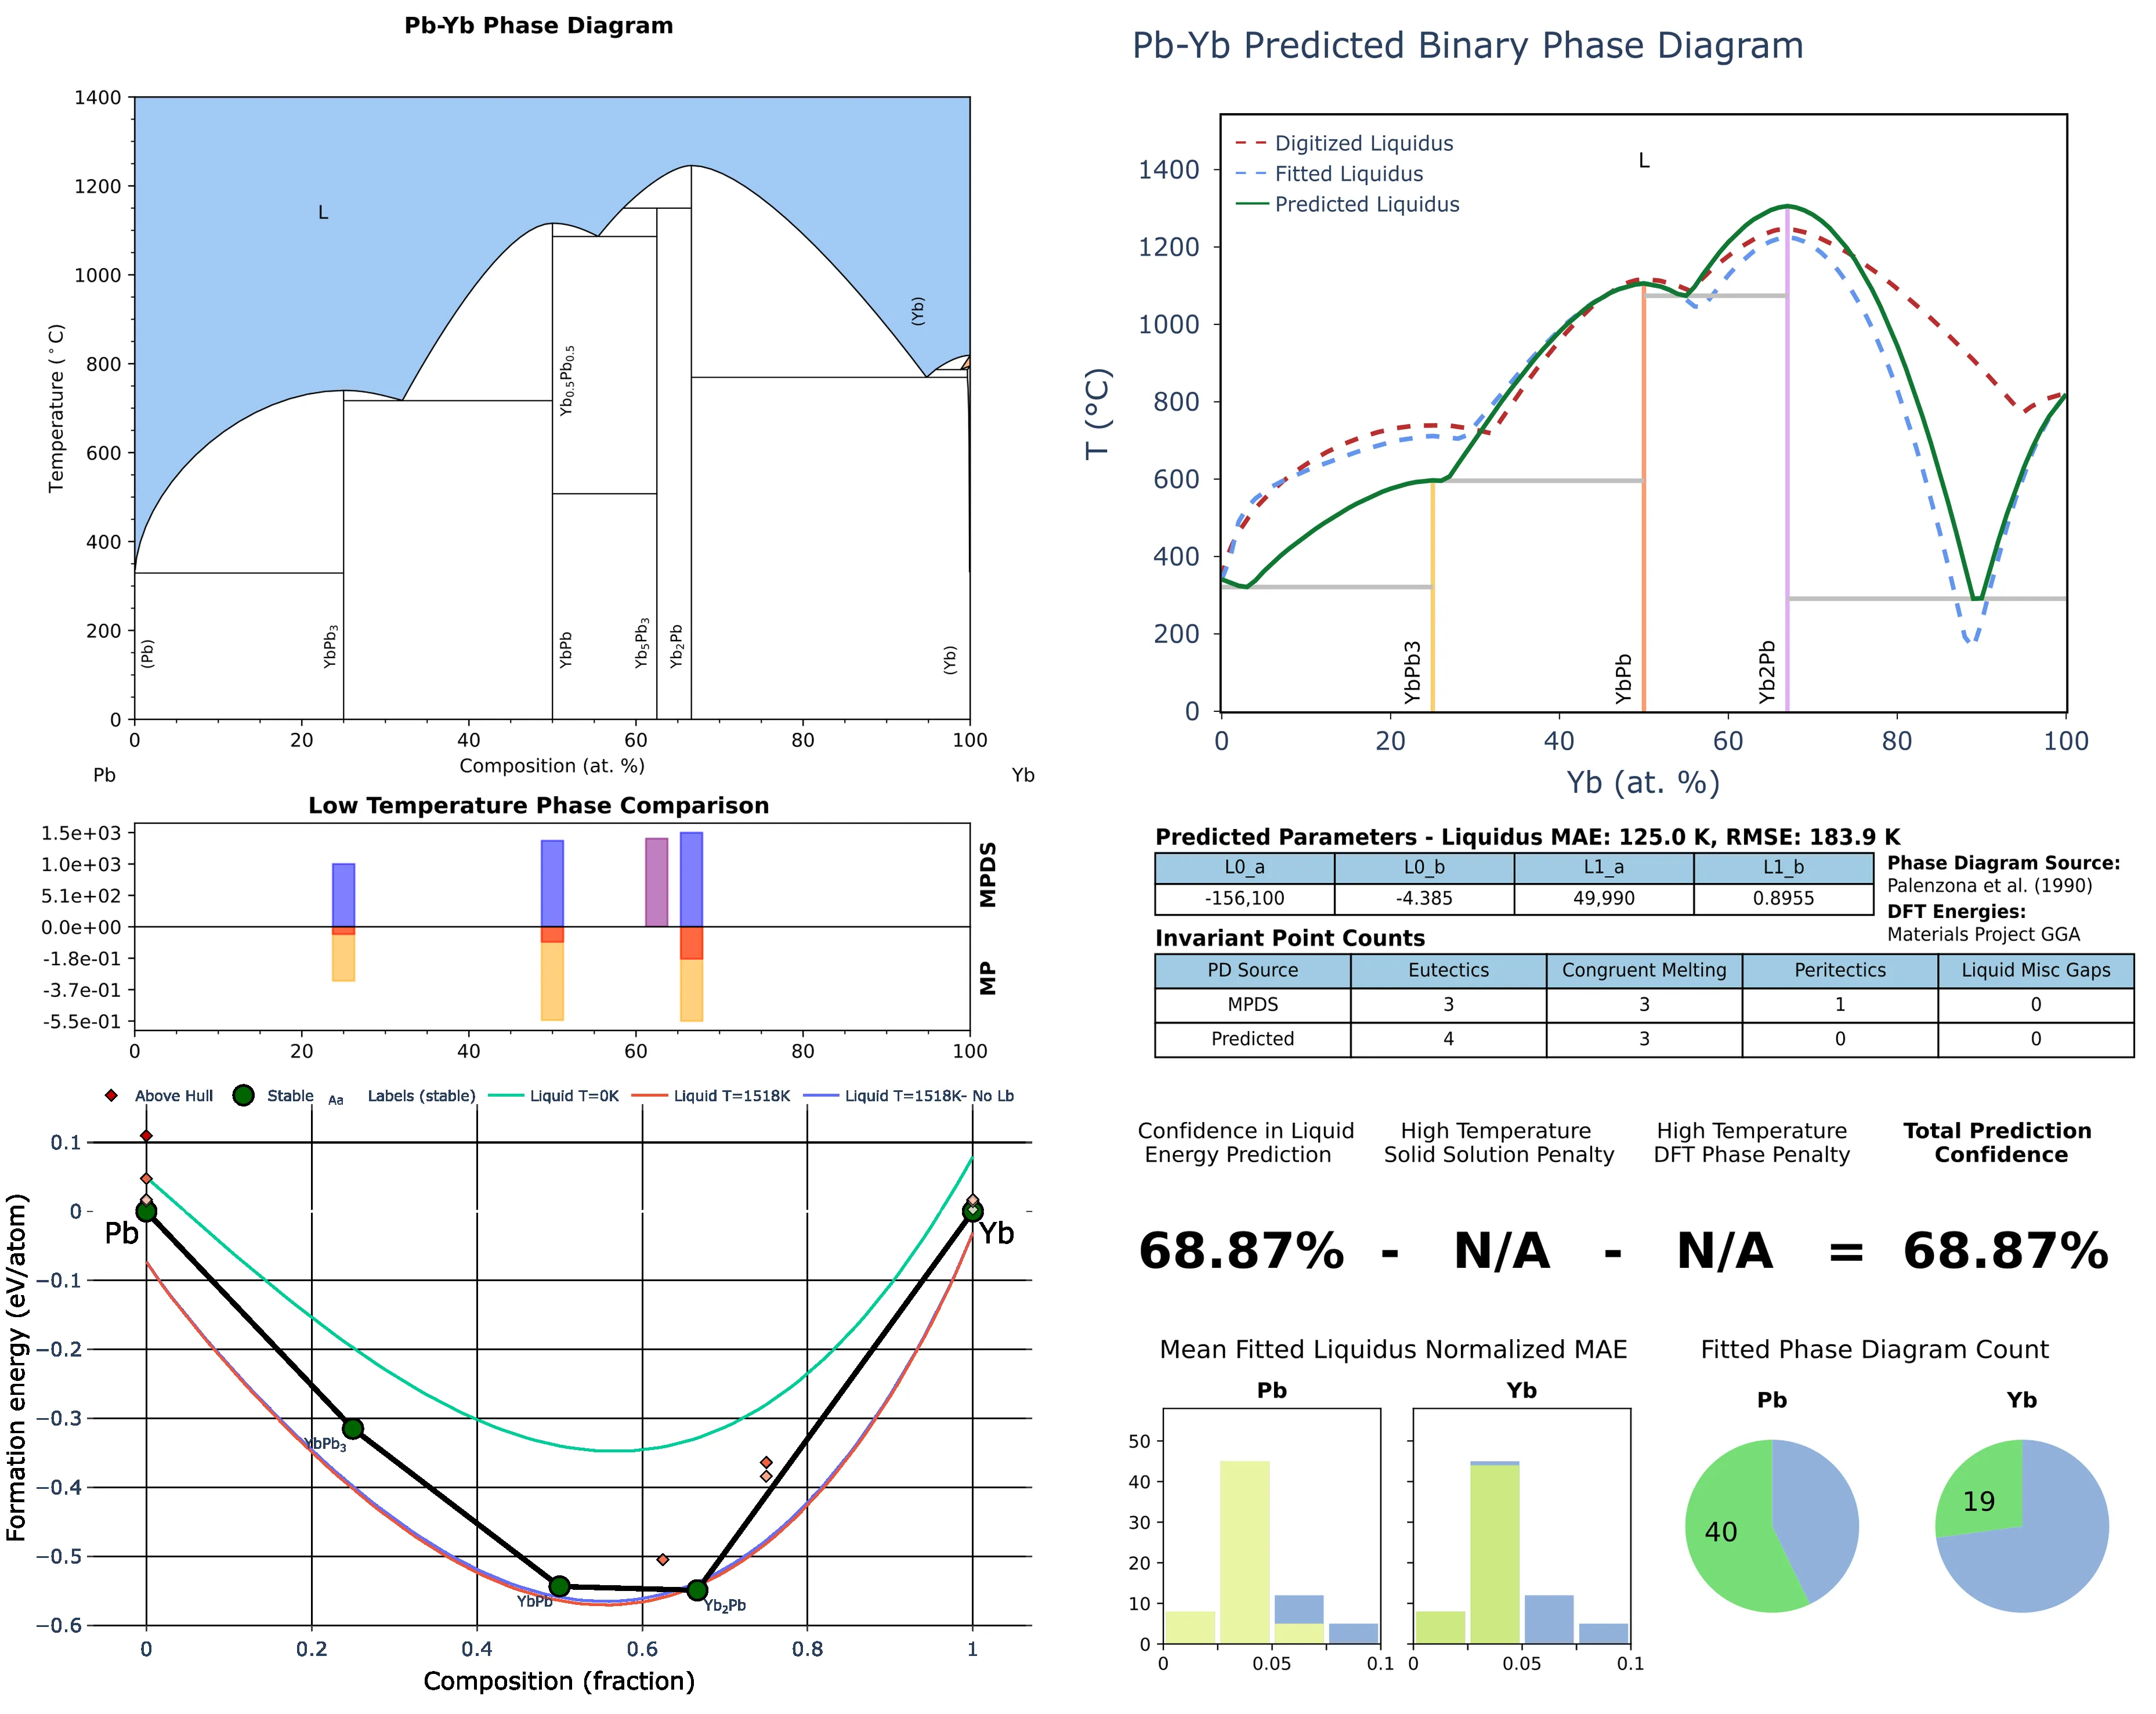 Pb-Yb Phase Diagram
1400
1200
1000
800
600
400
200
0
Temperature (°C)
L
(Yb)
Yb0.5Pb0.5
(Pb)
YbPb3
YbPb
Yb5Pb3
Yb2Pb
(Yb)
0 20 40 60 80 100
Composition (at. %)
Pb Yb
Low Temperature Phase Comparison
1.5e+03
1.0e+03
5.1e+02
0.0e+00
-1.8e-01
-3.7e-01
-5.5e-01
MPDS
MP
0 20 40 60 80 100
Above Hull Stable Aa Labels (stable) Liquid T=0K Liquid T=1518K Liquid T=1518K- No Lb
0.1
0
−0.1
−0.2
−0.3
−0.4
−0.5
−0.6
Formation energy (eV/atom)
Pb Yb
YbPb3
YbPb
Yb2Pb
0 0.2 0.4 0.6 0.8 1
Composition (fraction)
Pb-Yb Predicted Binary Phase Diagram
Digitized Liquidus
Fitted Liquidus
Predicted Liquidus
L
1400
1200
1000
800
600
400
200
0
T (°C)
YbPb3
YbPb
Yb2Pb
0 20 40 60 80 100
Yb (at. %)
Predicted Parameters - Liquidus MAE: 125.0 K, RMSE: 183.9 K
L0_a L0_b L1_a L1_b
-156,100 -4.385 49,990 0.8955
Phase Diagram Source:
Palenzona et al. (1990)
DFT Energies:
Materials Project GGA
Invariant Point Counts
PD Source Eutectics Congruent Melting Peritectics Liquid Misc Gaps
MPDS 3 3 1 0
Predicted 4 3 0 0
Confidence in Liquid
Energy Prediction
High Temperature
Solid Solution Penalty
High Temperature
DFT Phase Penalty
Total Prediction
Confidence
68.87% - N/A - N/A = 68.87%
Mean Fitted Liquidus Normalized MAE
Pb Yb
50
40
30
20
10
0
0 0.05 0.1
0 0.05 0.1
Fitted Phase Diagram Count
Pb Yb
40
19